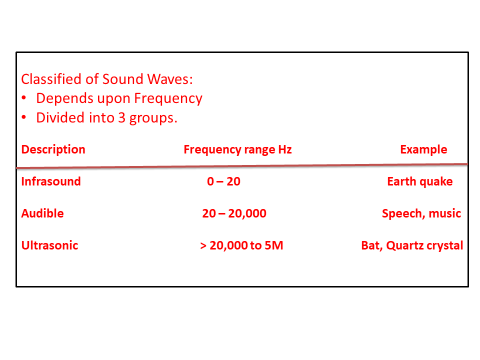 Classified of Sound Waves:
• Depends upon Frequency
• Divided into 3 groups.
Description Frequency range Hz Example
Infrasound 0 – 20 Earth quake
Audible 20 – 20,000 Speech, music
Ultrasonic > 20,000 to 5M Bat, Quartz crystal